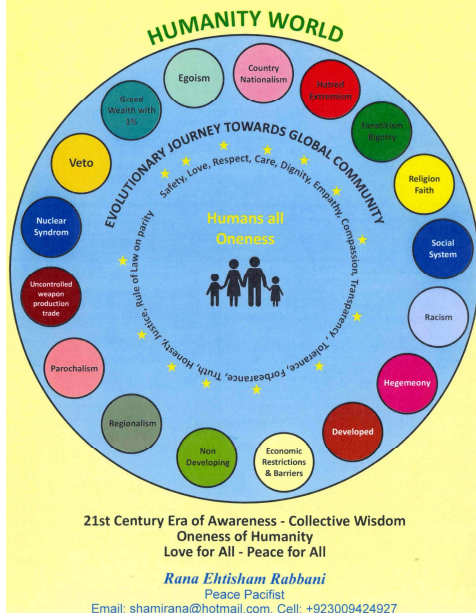 HUMANITY WORLD
Egoism
Country
Nationalism
Hatred
Extremism
Fanatikism
Bigotry
Religion
Faith
Social
System
Racism
Hegemeony
Developed
Economic
Restrictions
& Barriers
Non
Developing
Regionalism
Parochalism
Uncontrolled
weapon
production
trade
Nuclear
Syndrom
Veto
Greed
Wealth with
1%
EVOLUTIONARY JOURNEY TOWARDS GLOBAL COMMUNITY
Safety, Love, Respect, Care, Dignity, Empathy, Compassion, Transparency, Tolerance, Forbearance, Truth, Honesty, Justice, Rule of Law on parity
Humans all
Oneness
21st Century Era of Awareness - Collective Wisdom
Oneness of Humanity
Love for All - Peace for All
Rana Ehtisham Rabbani
Peace Pacifist
Email: shamirana@hotmail.com, Cell: +923009424927